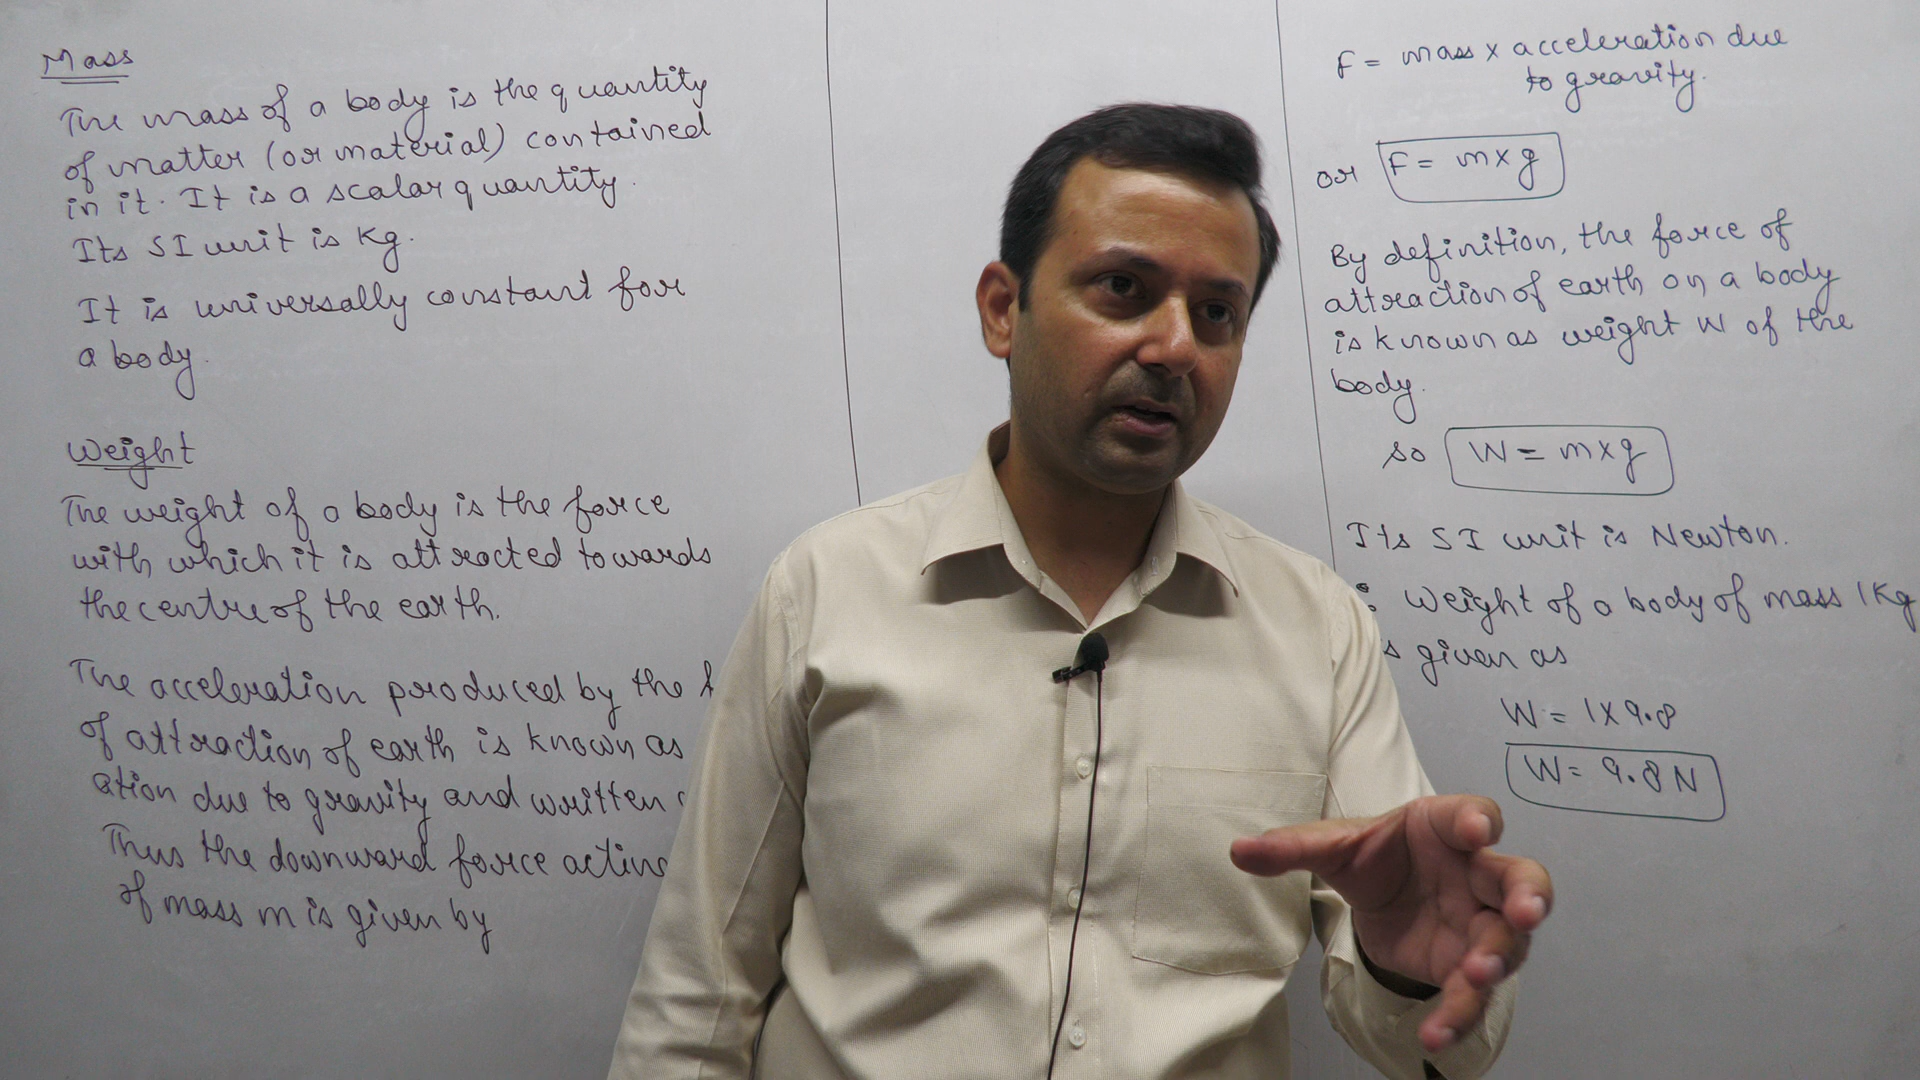 Mass
The mass of a body is the quantity
of matter (or material) contained
in it. It is a scalar quantity.
Its SI unit is Kg.
It is universally constant for
a body.
Weight
The weight of a body is the force
with which it is attracted towards
the centre of the earth.
The acceleration produced by the
of attraction of earth is known as
ation due to gravity and written
Thus the downward force acting
of mass m is given by
F = mass x acceleration due
to gravity.
or F = m x g
By definition, the force of
attraction of earth on a body
is known as weight W of the
body.
so W = m x g
Its SI unit is Newton.
: Weight of a body of mass 1Kg
s given as
W = 1 x 9.8
W = 9.8 N